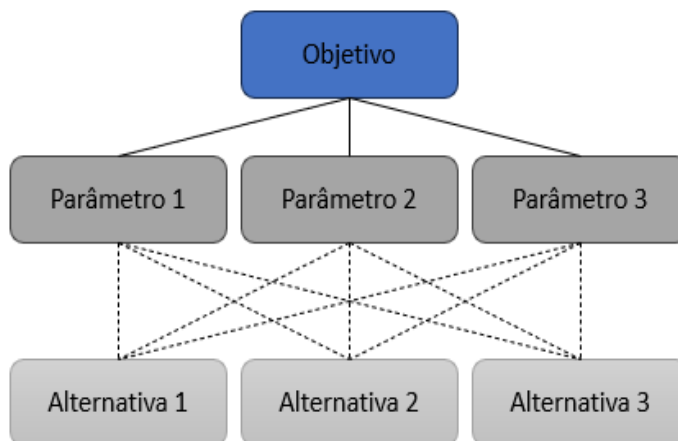 Objetivo
Parâmetro 1
Parâmetro 2
Parâmetro 3
Alternativa 1
Alternativa 2
Alternativa 3